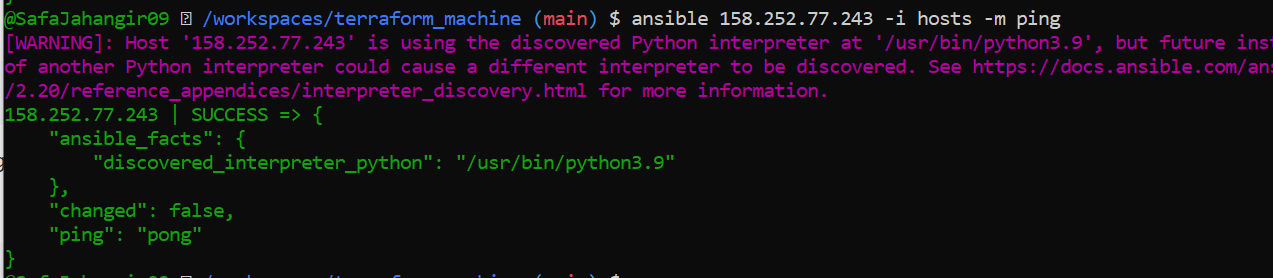 @SafaJahangir09 /workspaces/terraform_machine (main) $ ansible 158.252.77.243 -i hosts -m ping
[WARNING]: Host '158.252.77.243' is using the discovered Python interpreter at '/usr/bin/python3.9', but future inst
of another Python interpreter could cause a different interpreter to be discovered. See https://docs.ansible.com/ans
/2.20/reference_appendices/interpreter_discovery.html for more information.
158.252.77.243 | SUCCESS => {
    "ansible_facts": {
        "discovered_interpreter_python": "/usr/bin/python3.9"
    },
    "changed": false,
    "ping": "pong"
}